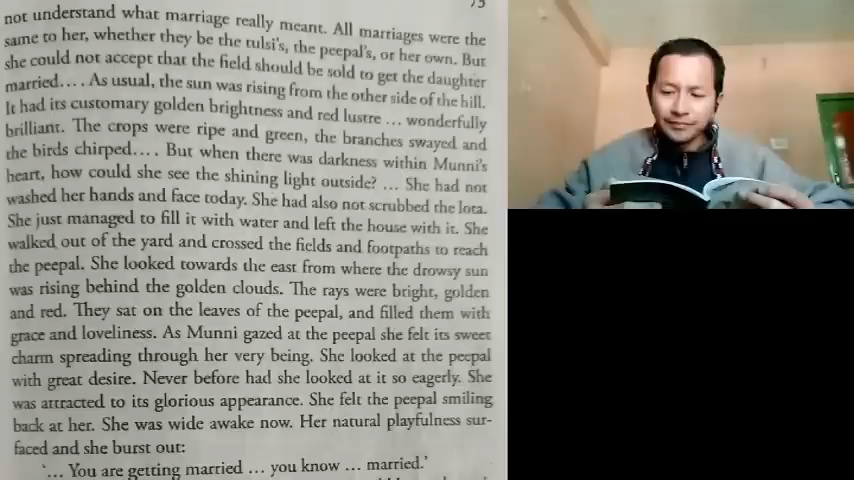 75
not understand what marriage really meant. All marriages were the
same to her, whether they be the tulsi's, the peepal's, or her own. But
she could not accept that the field should be sold to get the daughter
married.... As usual, the sun was rising from the other side of the hill.
It had its customary golden brightness and red lustre ... wonderfully
brilliant. The crops were ripe and green, the branches swayed and
the birds chirped.... But when there was darkness within Munni's
heart, how could she see the shining light outside? ... She had not
washed her hands and face today. She had also not scrubbed the lota.
She just managed to fill it with water and left the house with it. She
walked out of the yard and crossed the fields and footpaths to reach
the peepal. She looked towards the east from where the drowsy sun
was rising behind the golden clouds. The rays were bright, golden
and red. They sat on the leaves of the peepal, and filled them with
grace and loveliness. As Munni gazed at the peepal she felt its sweet
charm spreading through her very being. She looked at the peepal
with great desire. Never before had she looked at it so eagerly. She
was attracted to its glorious appearance. She felt the peepal smiling
back at her. She was wide awake now. Her natural playfulness sur-
faced and she burst out:
'... You are getting married ... you know ... married.'